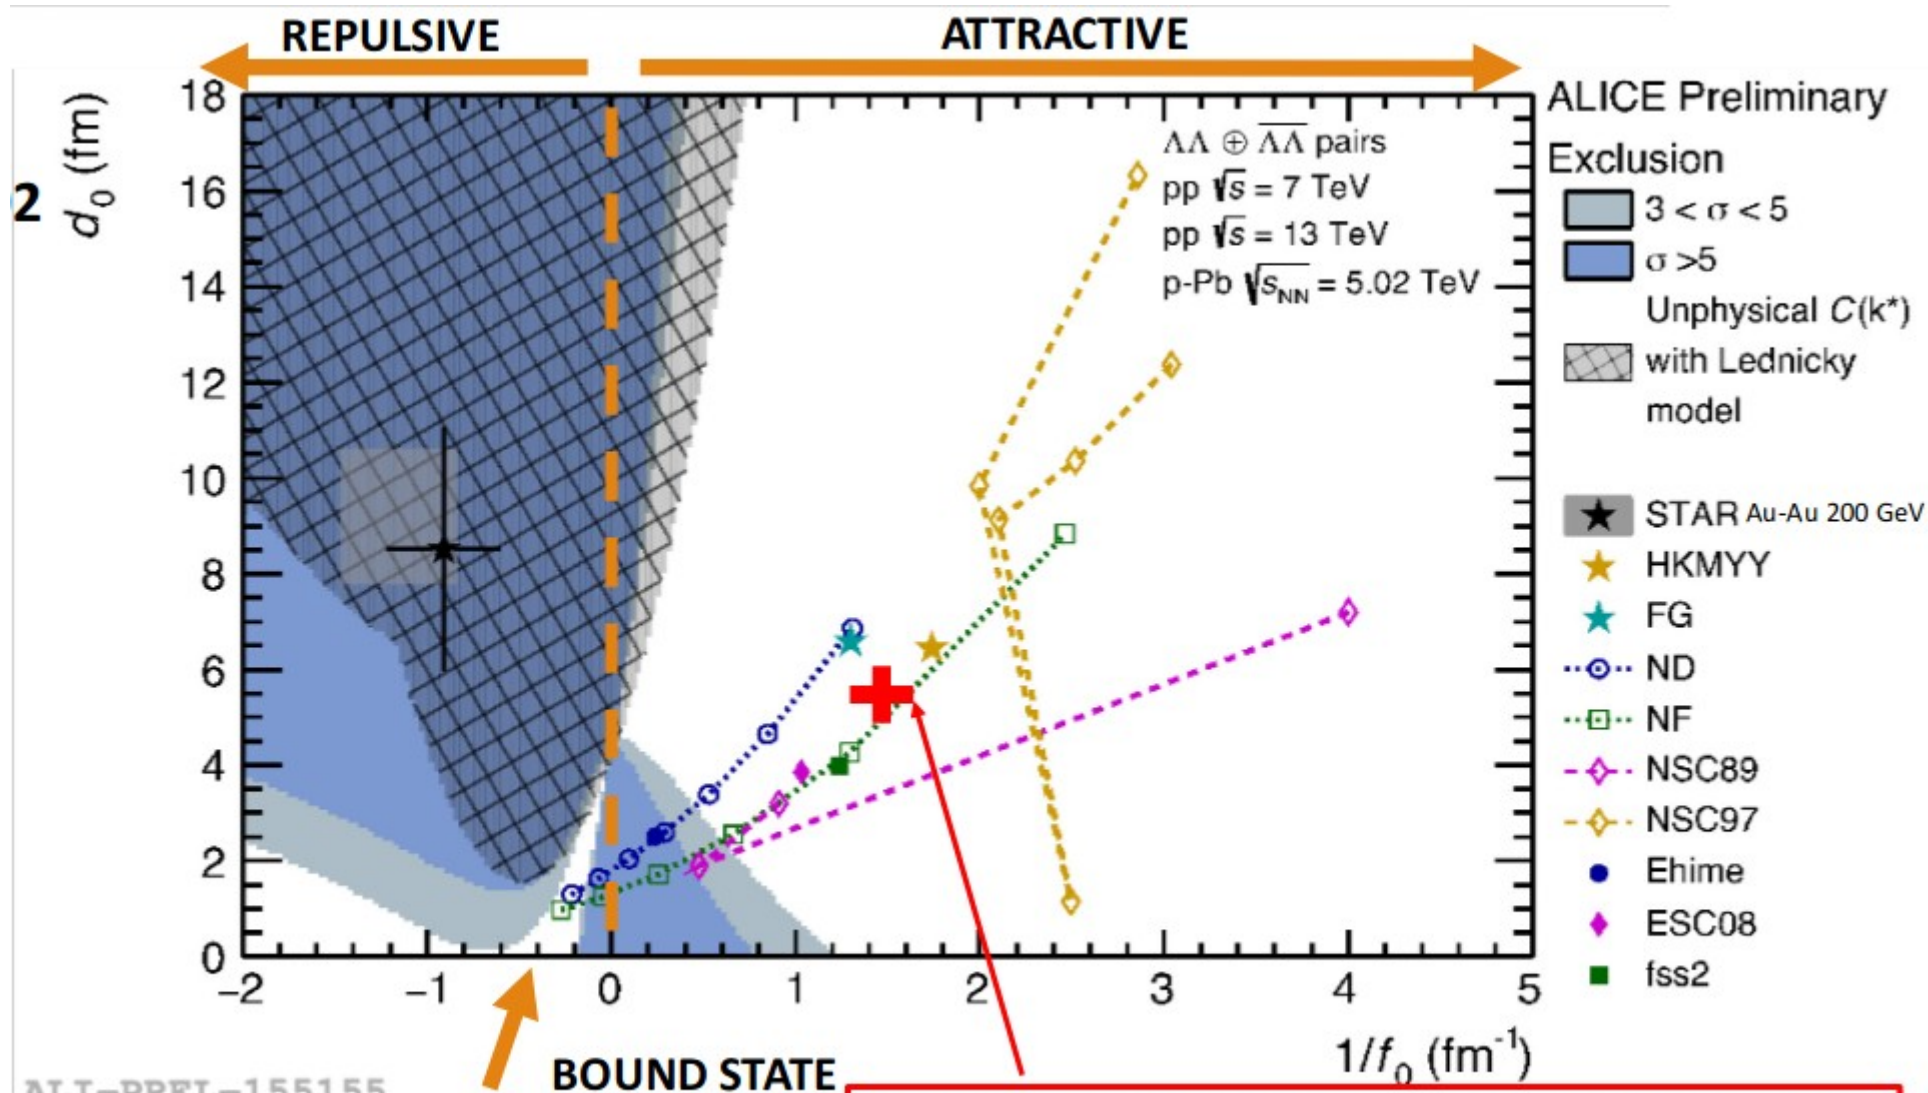 REPULSIVE
ATTRACTIVE
18
16
14
12
10
8
6
4
2
0
d0 (fm)
2
−2
−1
0
1
2
3
4
5
1/f0 (fm-1)
ΛΛ ⊕ Λ̅Λ̅ pairs
pp √s = 7 TeV
pp √s = 13 TeV
p-Pb √sNN = 5.02 TeV
ALICE Preliminary
Exclusion
3 < σ < 5
σ >5
Unphysical C(k*)
with Lednicky
model
STAR Au-Au 200 GeV
HKMYY
FG
ND
NF
NSC89
NSC97
Ehime
ESC08
fss2
BOUND STATE
ALI-PREL-155155